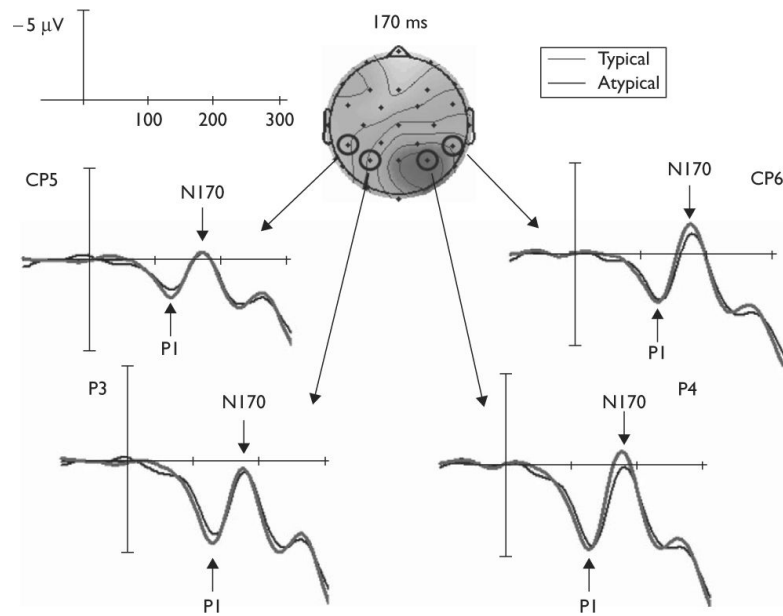 −5 μV
170 ms
Typical
Atypical
100 200 300
CP5
N170
N170
CP6
P1
P1
P3
N170
N170
P4
P1
P1